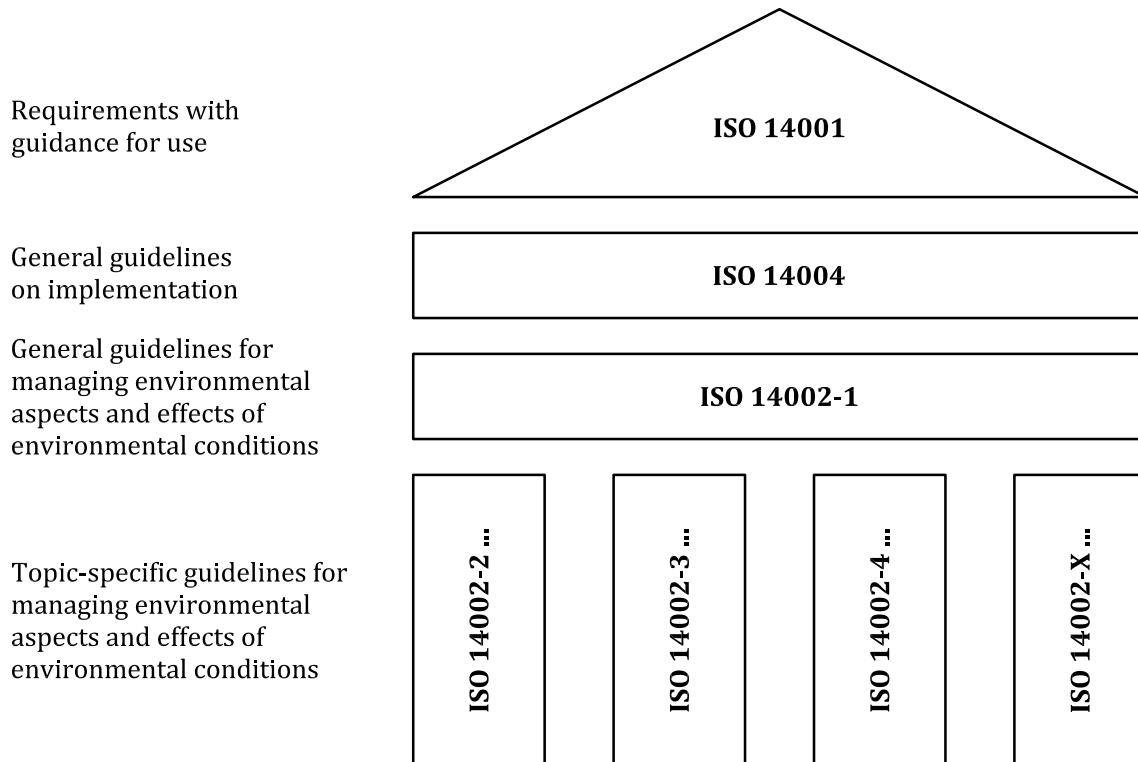 Requirements with
guidance for use
ISO 14001
General guidelines
on implementation
ISO 14004
General guidelines for
managing environmental
aspects and effects of
environmental conditions
ISO 14002-1
Topic-specific guidelines for
managing environmental
aspects and effects of
environmental conditions
ISO 14002-2 ...
ISO 14002-3 ...
ISO 14002-4 ...
ISO 14002-X ...